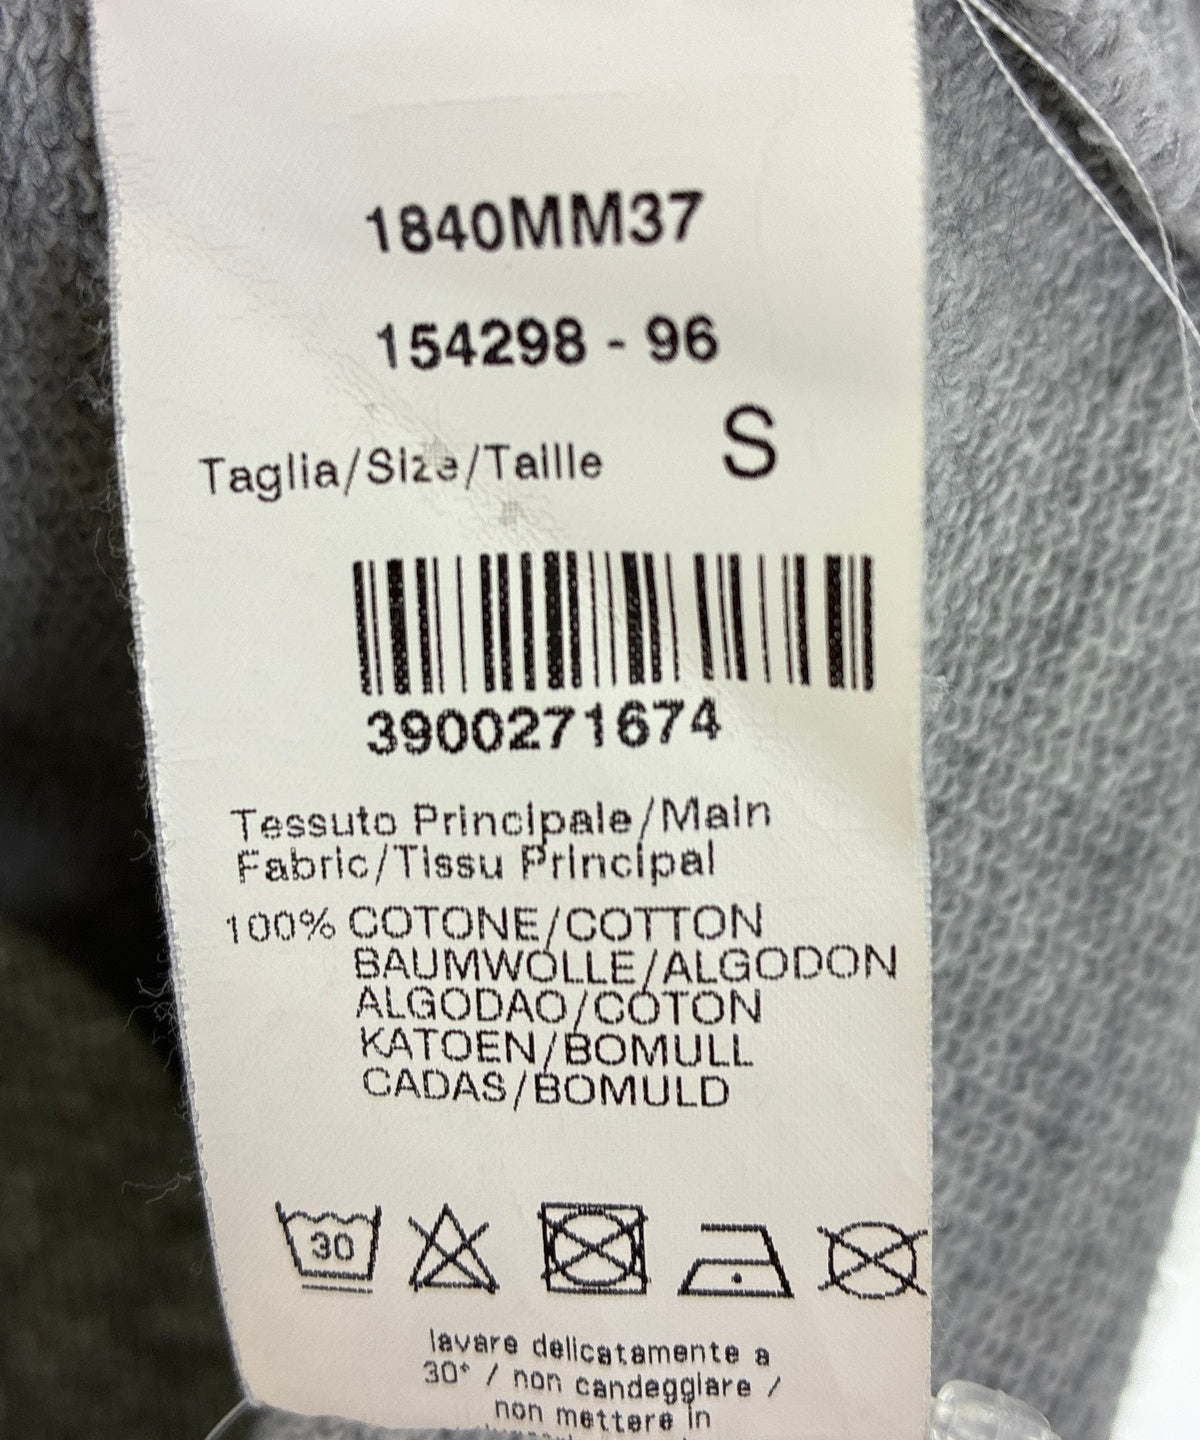 1840MM37
154298 - 96
Taglia/Size/Taille S
3900271674
Tessuto Principale/Main
Fabric/Tissu Principal
100% COTONE/COTTON
BAUMWOLLE/ALGODON
ALGODAO/COTON
KATOEN/BOMULL
CADAS/BOMULD
30
lavare delicatamente a
30° / non candeggiare /
non mettere in